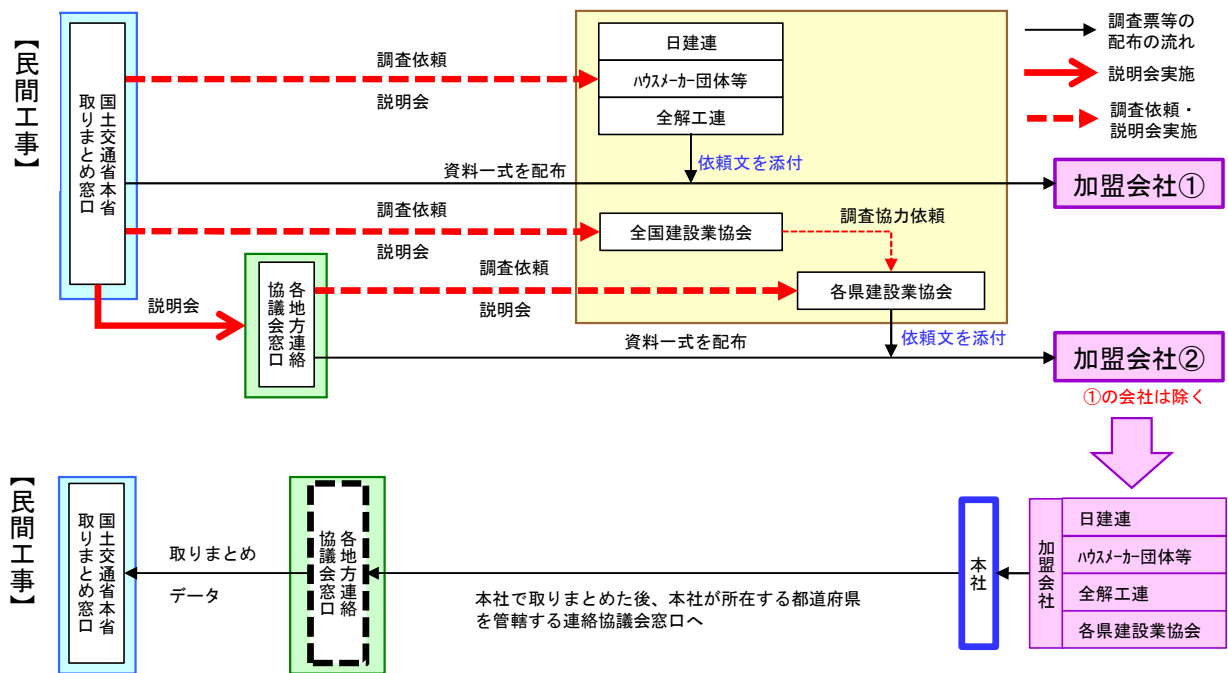 【民間工事】
国土交通省本省
取りまとめ窓口
調査依頼
説明会
日建連
ﾊｳｽﾒｰｶｰ団体等
全解工連
依頼文を添付
資料一式を配布
加盟会社①
調査票等の
配布の流れ
説明会実施
調査依頼・
説明会実施
調査依頼
説明会
全国建設業協会
調査協力依頼
説明会
各地方連絡
協議会窓口
調査依頼
説明会
各県建設業協会
依頼文を添付
資料一式を配布
加盟会社②
①の会社は除く
【民間工事】
国土交通省本省
取りまとめ窓口
取りまとめ
データ
各地方連絡
協議会窓口
本社で取りまとめた後、本社が所在する都道府県
を管轄する連絡協議会窓口へ
本社
加盟会社
日建連
ﾊｳｽﾒｰｶｰ団体等
全解工連
各県建設業協会